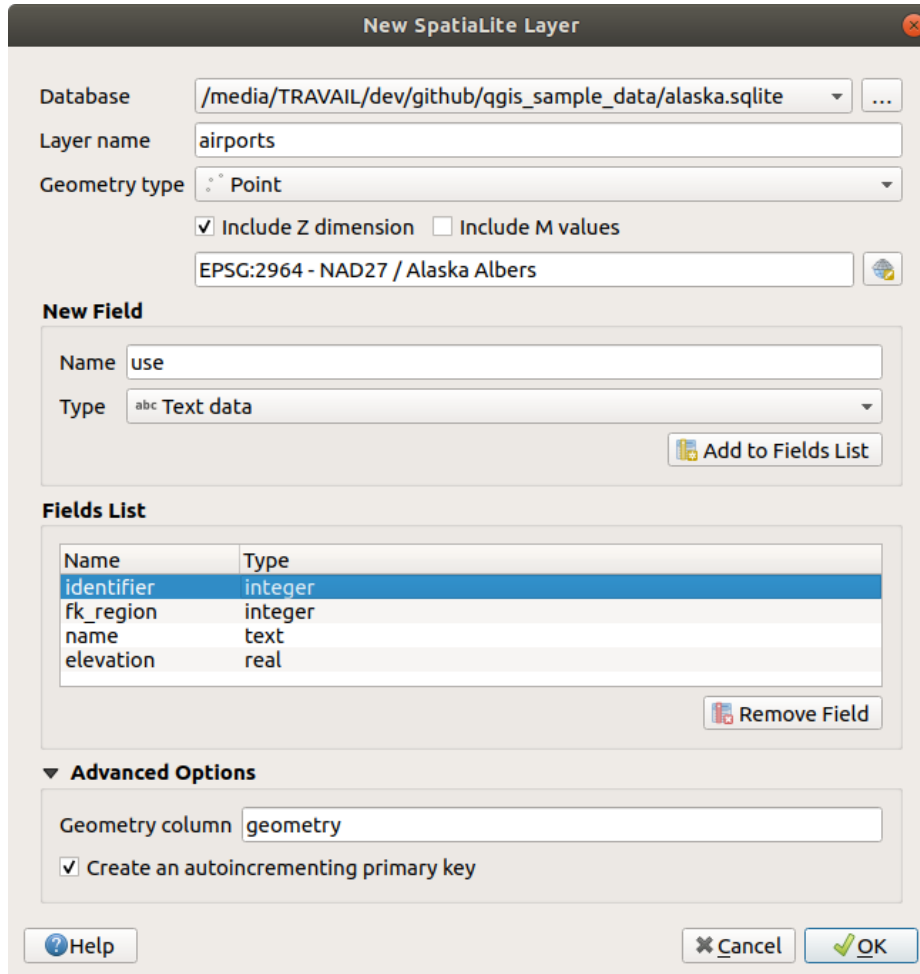 New SpatiaLite Layer
Database /media/TRAVAIL/dev/github/qgis_sample_data/alaska.sqlite ...
Layer name airports
Geometry type Point
Include Z dimension Include M values
EPSG:2964 - NAD27 / Alaska Albers
New Field
Name use
Type abc Text data
Add to Fields List
Fields List
Name Type
identifier integer
fk_region integer
name text
elevation real
Remove Field
Advanced Options
Geometry column geometry
Create an autoincrementing primary key
Help Cancel OK